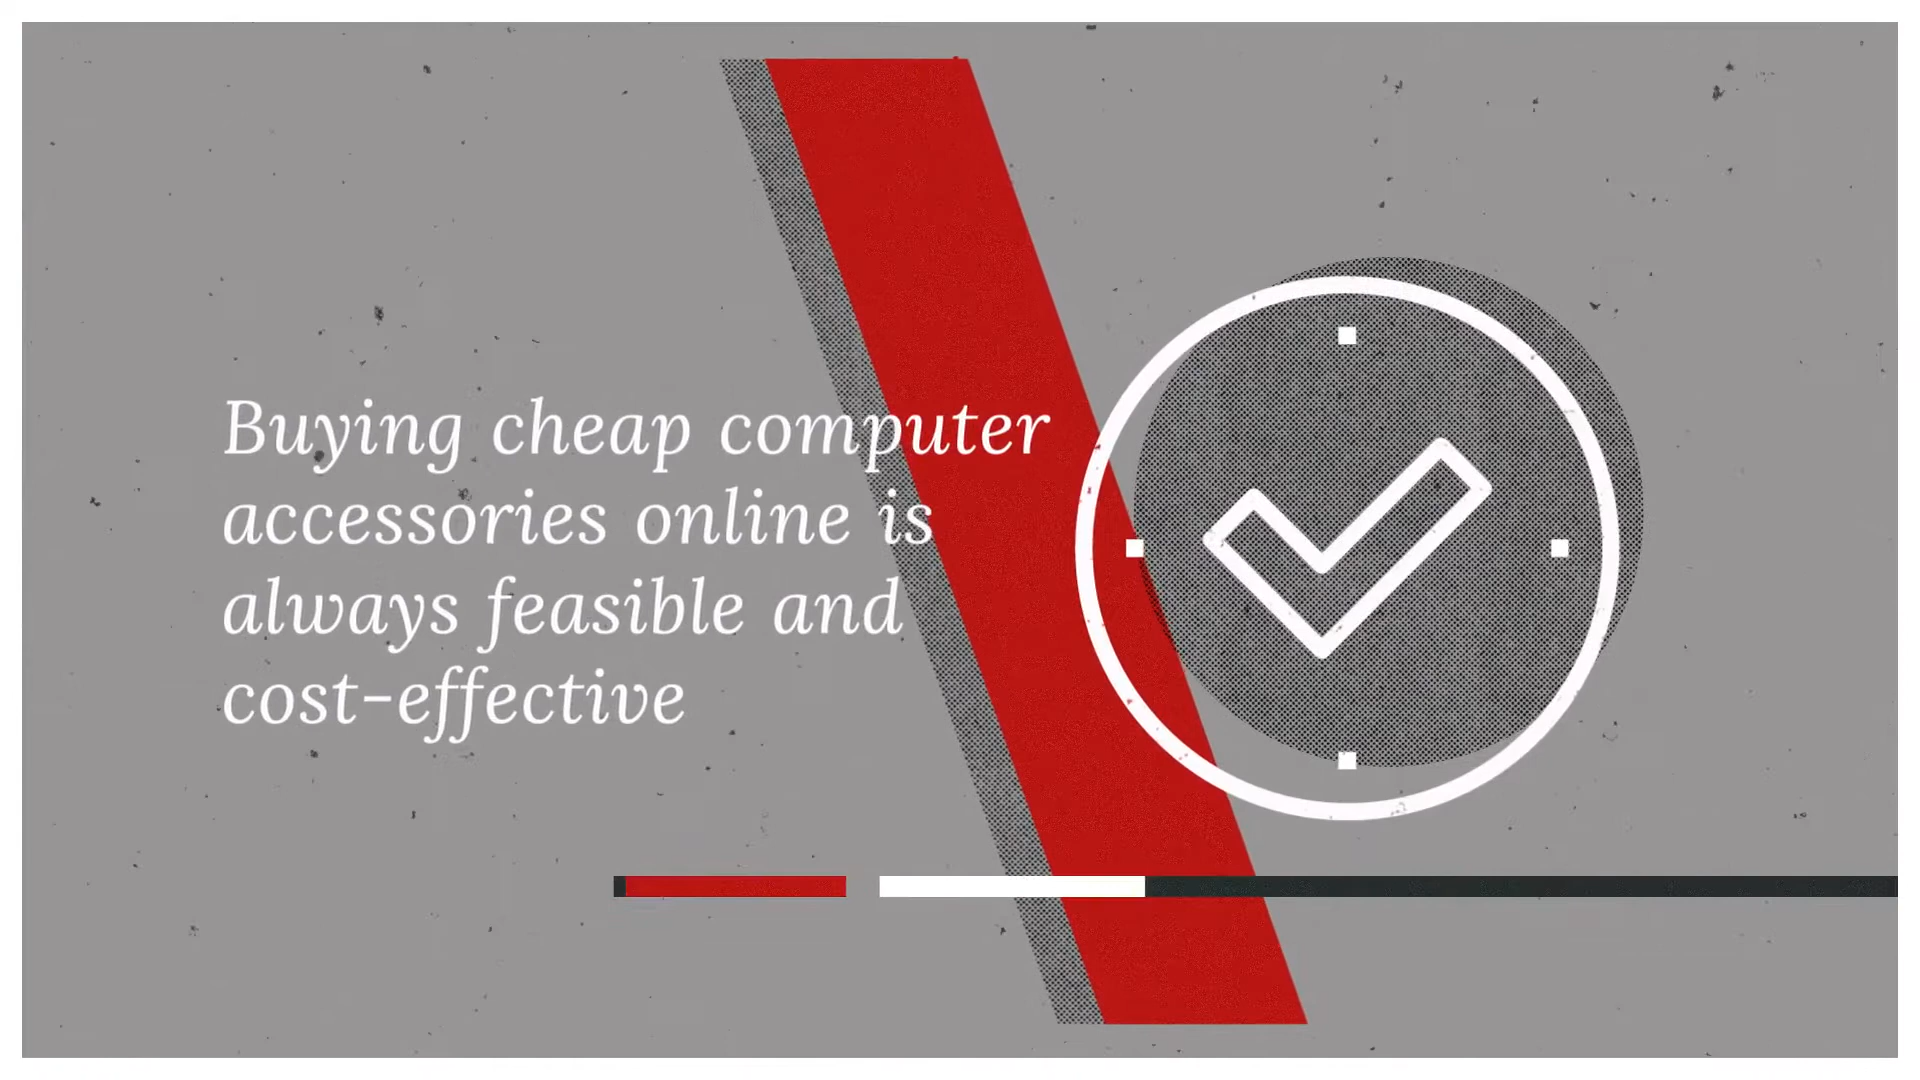 Buying cheap computer
accessories online is
always feasible and
cost-effective